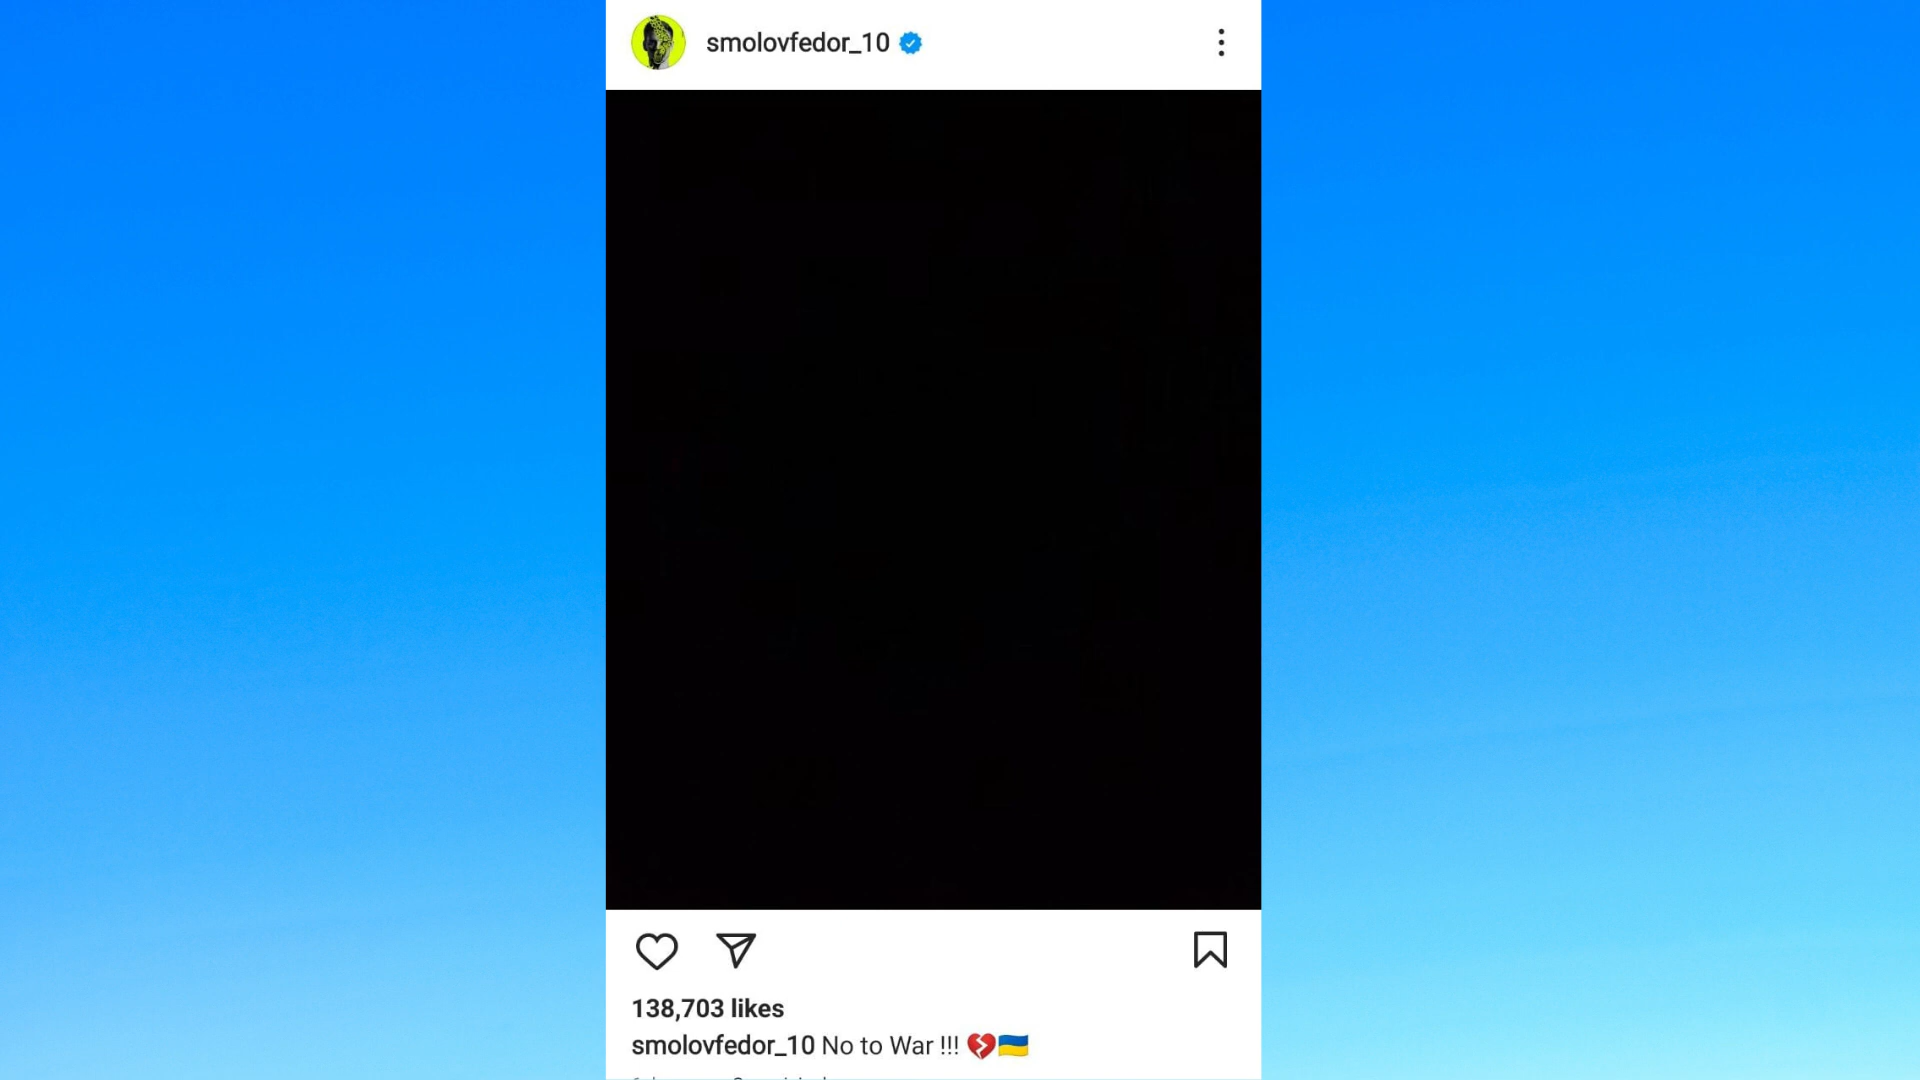 smolovfedor_10
138,703 likes
smolovfedor_10 No to War !!! 💔🇺🇦